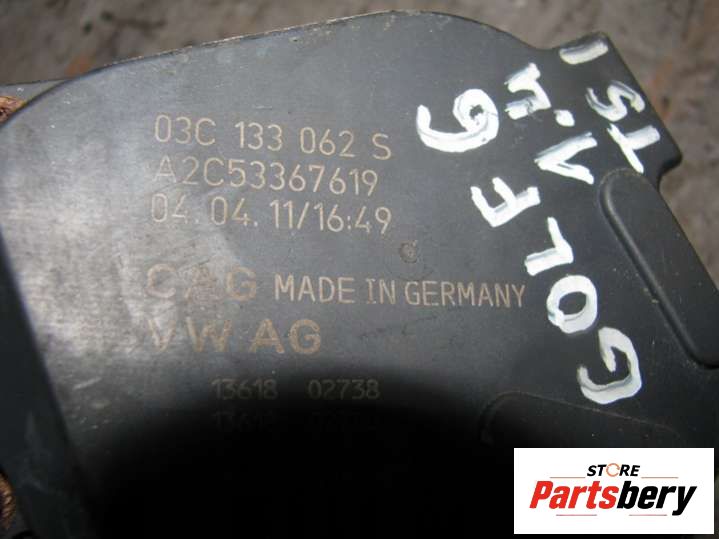 03C 133 062 S
A2C53367619
04.04.11/16:49
CAG MADE IN GERMANY
VW AG
13618 02738
GOLF 6
1.4
TSI
STORE
Partsbery